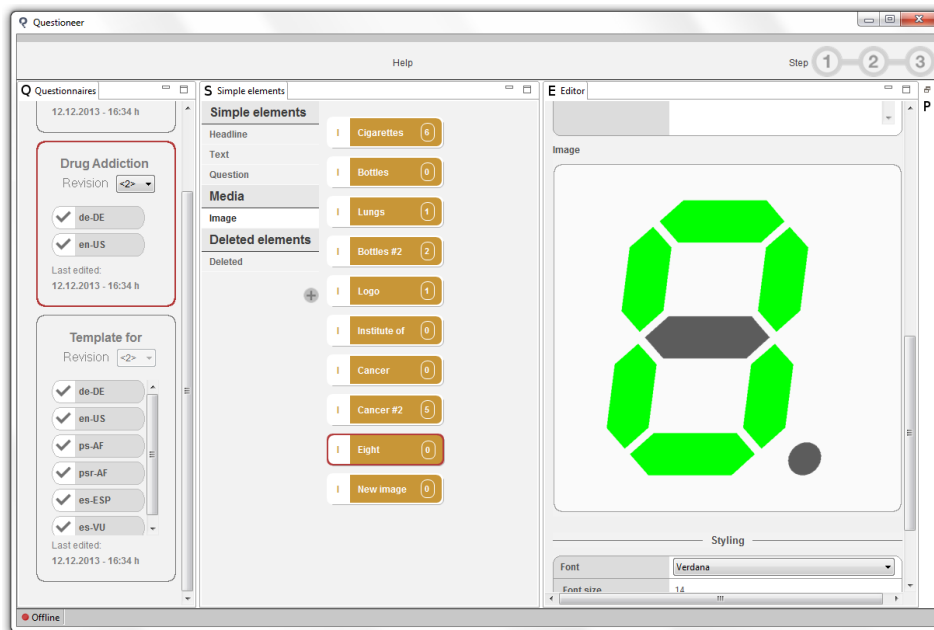 Questioneer
Help
Step 1 2 3
Q Questionnaires
12.12.2013 - 16:34 h
Drug Addiction
Revision <2>
de-DE
en-US
Last edited:
12.12.2013 - 16:34 h
Template for
Revision <2>
de-DE
en-US
ps-AF
psr-AF
es-ESP
es-VU
Last edited:
12.12.2013 - 16:34 h
S Simple elements
Simple elements
Headline
Text
Question
Media
Image
Deleted elements
Deleted
I Cigarettes 6
I Bottles 0
I Lungs 1
I Bottles #2 2
I Logo 1
I Institute of 0
I Cancer 0
I Cancer #2 5
I Eight 0
I New image 0
E Editor
Image
Styling
Font Verdana
Font size 14
P
Offline